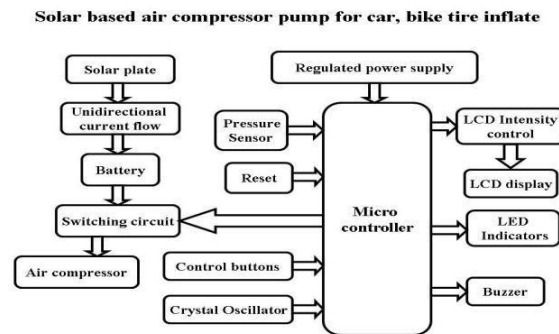 Solar based air compressor pump for car, bike tire inflate
Solar plate
Regulated power supply
Unidirectional
current flow
Pressure
Sensor
LCD Intensity
control
Battery
Reset
LCD display
Switching circuit
Micro
controller
LED
Indicators
Air compressor
Control buttons
Buzzer
Crystal Oscillator